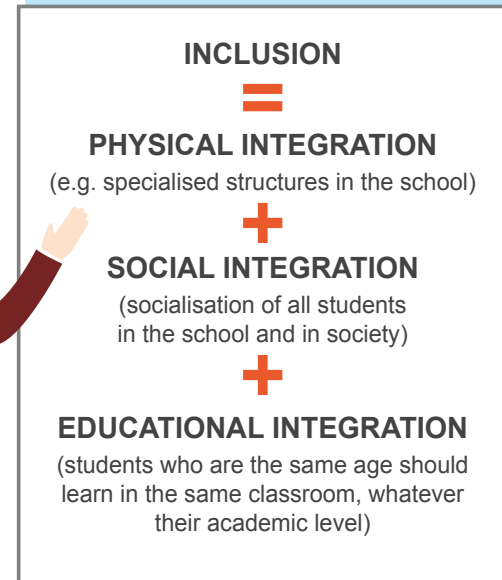 INCLUSION
=
PHYSICAL INTEGRATION
(e.g. specialised structures in the school)
+
SOCIAL INTEGRATION
(socialisation of all students
in the school and in society)
+
EDUCATIONAL INTEGRATION
(students who are the same age should
learn in the same classroom, whatever
their academic level)